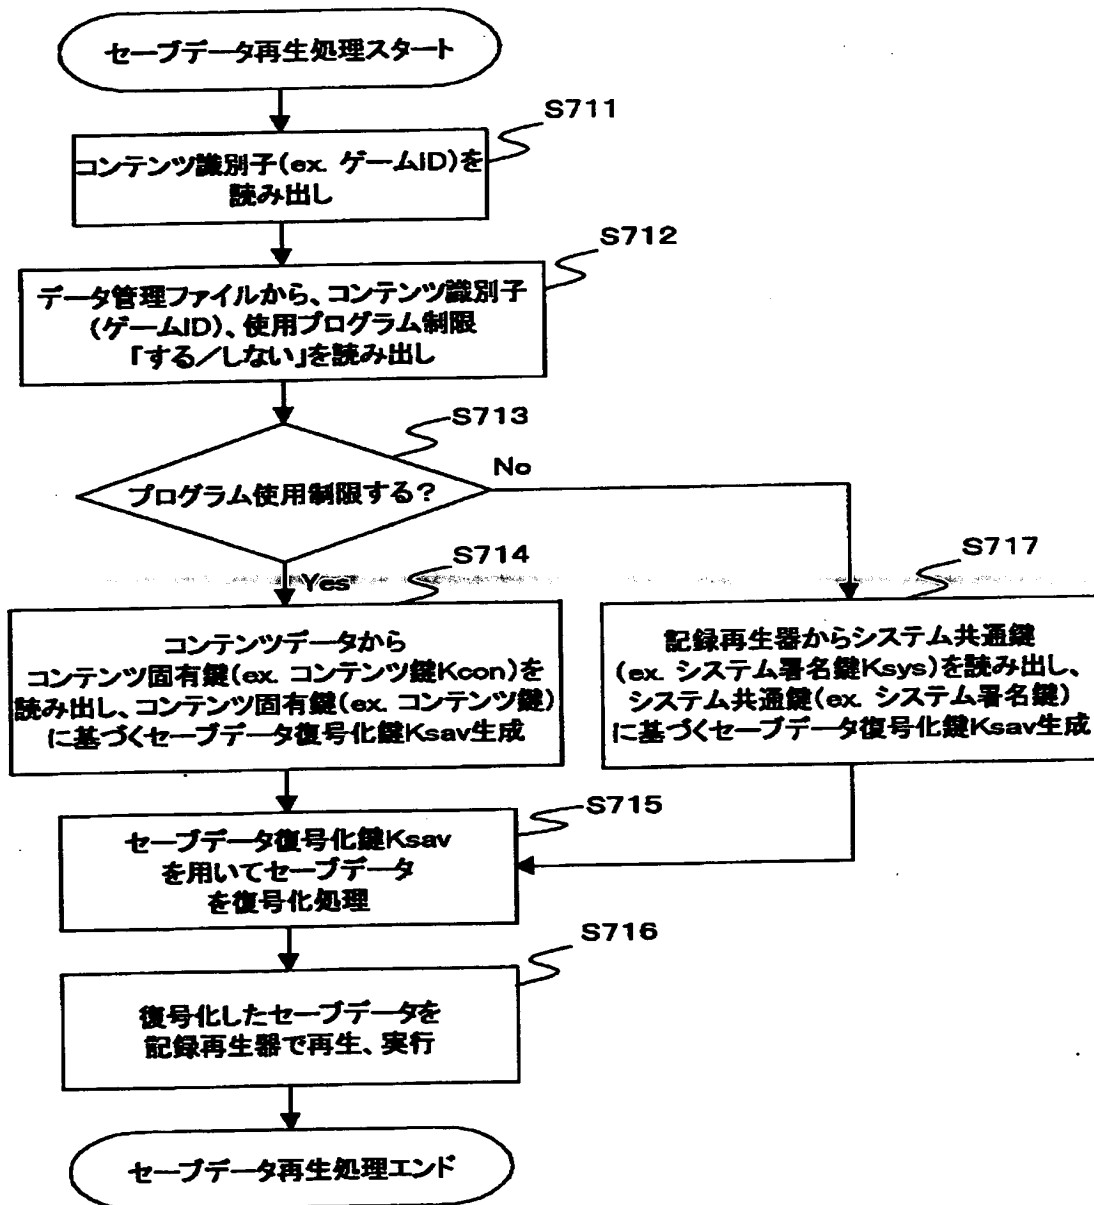 セーブデータ再生処理スタート
S711
コンテンツ識別子(ex. ゲームID)を
読み出し
S712
データ管理ファイルから、コンテンツ識別子
(ゲームID)、使用プログラム制限
「する/しない」を読み出し
S713
プログラム使用制限する?
No
Yes
S714
コンテンツデータから
コンテンツ固有鍵(ex. コンテンツ鍵Kcon)を
読み出し、コンテンツ固有鍵(ex. コンテンツ鍵)
に基づくセーブデータ復号化鍵Ksav生成
S717
記録再生器からシステム共通鍵
(ex. システム署名鍵Ksys)を読み出し、
システム共通鍵(ex. システム署名鍵)
に基づくセーブデータ復号化鍵Ksav生成
S715
セーブデータ復号化鍵Ksav
を用いてセーブデータ
を復号化処理
S716
復号化したセーブデータを
記録再生器で再生、実行
セーブデータ再生処理エンド